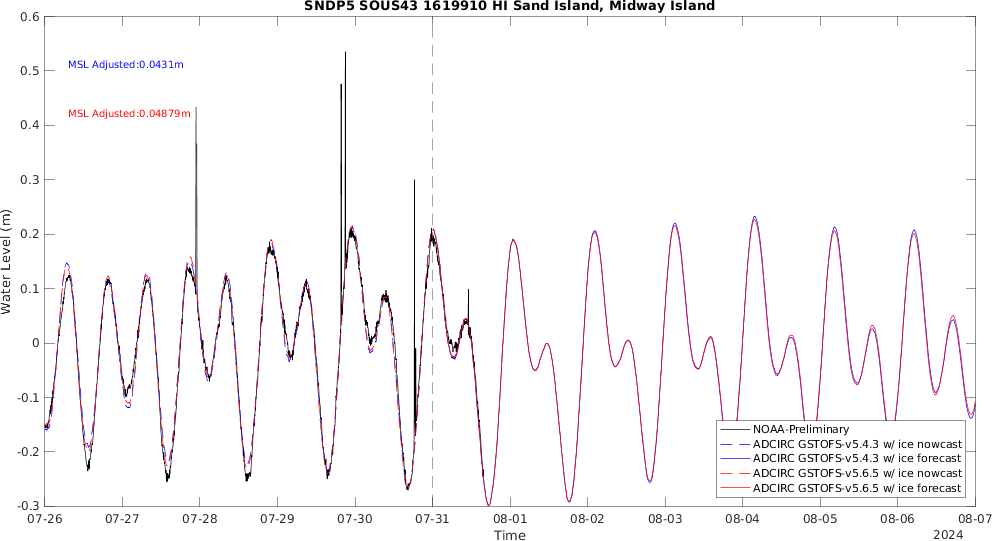 SNDP5 SOUS43 1619910 HI Sand Island, Midway Island
0.6
0.5
0.4
0.3
0.2
0.1
0
-0.1
-0.2
-0.3
Water Level (m)
MSL Adjusted:0.0431m
MSL Adjusted:0.04879m
NOAA-Preliminary
ADCIRC GSTOFS-v5.4.3 w/ ice nowcast
ADCIRC GSTOFS-v5.4.3 w/ ice forecast
ADCIRC GSTOFS-v5.6.5 w/ ice nowcast
ADCIRC GSTOFS-v5.6.5 w/ ice forecast
07-26 07-27 07-28 07-29 07-30 07-31 08-01 08-02 08-03 08-04 08-05 08-06 08-07
Time
2024